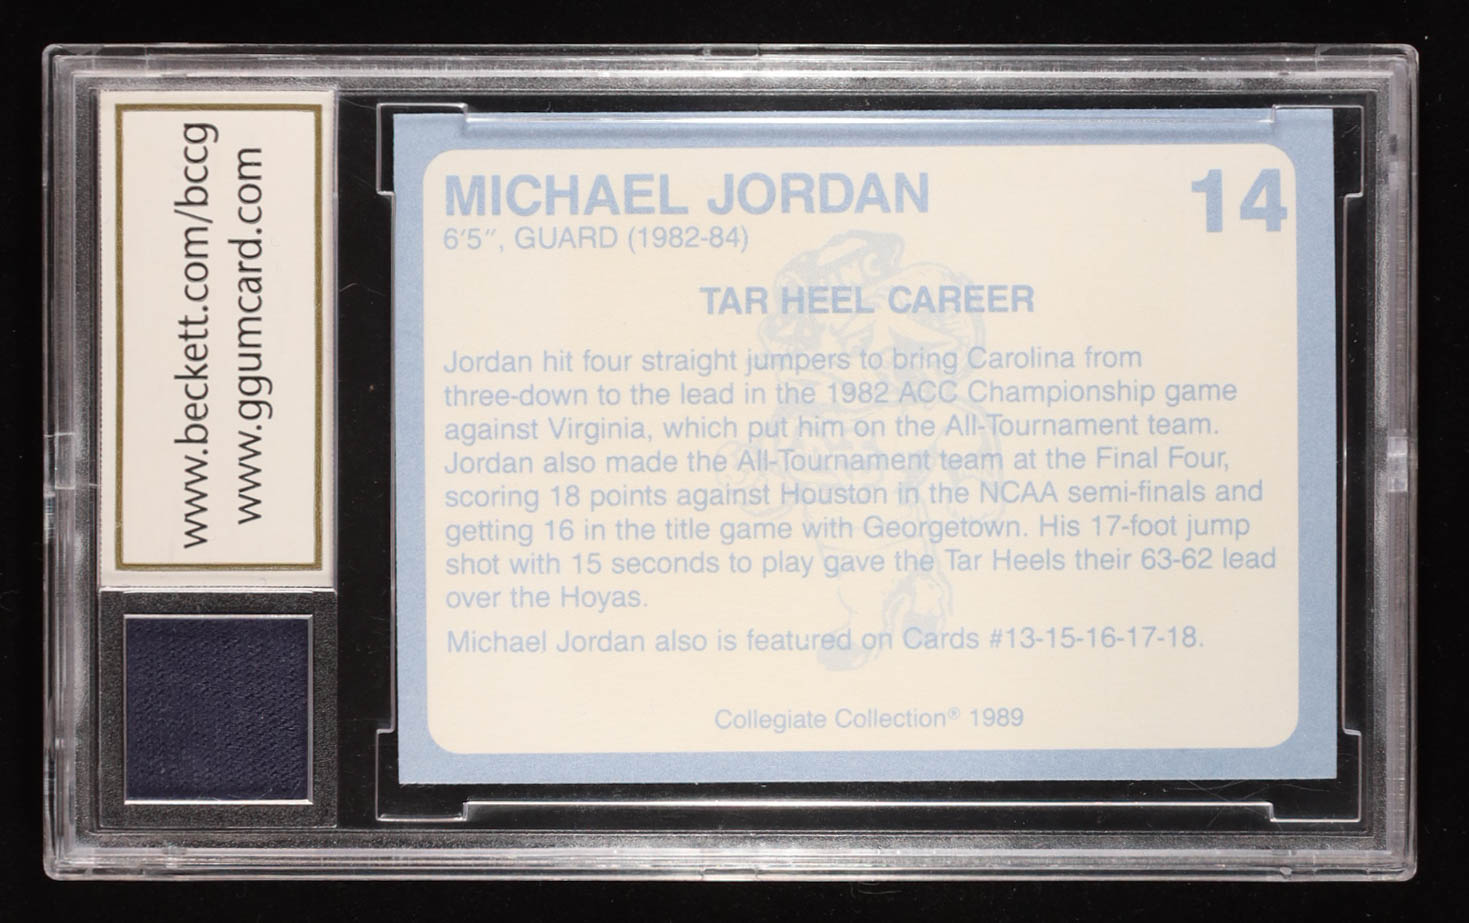 www.beckett.com/bccg
www.ggumcard.com
MICHAEL JORDAN
14
6'5", GUARD (1982-84)
TAR HEEL CAREER
Jordan hit four straight jumpers to bring Carolina from
three-down to the lead in the 1982 ACC Championship game
against Virginia, which put him on the All-Tournament team.
Jordan also made the All-Tournament team at the Final Four,
scoring 18 points against Houston in the NCAA semi-finals and
getting 16 in the title game with Georgetown. His 17-foot jump
shot with 15 seconds to play gave the Tar Heels their 63-62 lead
over the Hoyas.
Michael Jordan also is featured on Cards #13-15-16-17-18.
Collegiate Collection® 1989